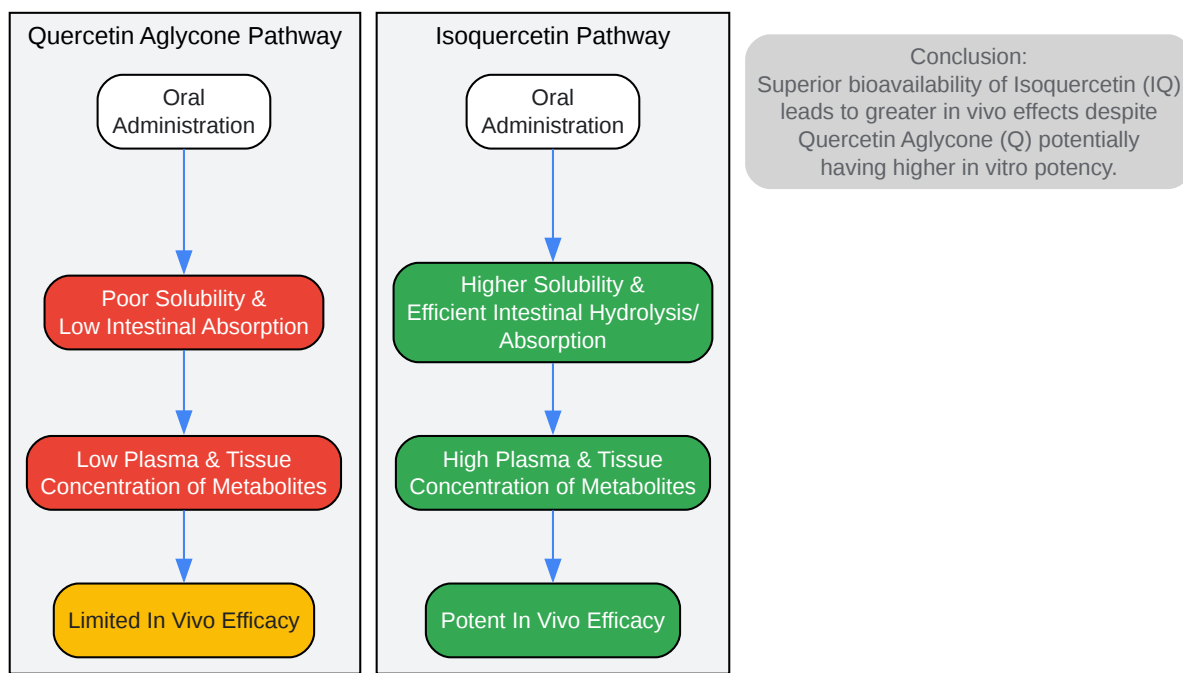 Quercetin Aglycone Pathway
Oral
Administration
Poor Solubility &
Low Intestinal Absorption
Low Plasma & Tissue
Concentration of Metabolites
Limited In Vivo Efficacy
Isoquercetin Pathway
Oral
Administration
Higher Solubility &
Efficient Intestinal Hydrolysis/
Absorption
High Plasma & Tissue
Concentration of Metabolites
Potent In Vivo Efficacy
Conclusion:
Superior bioavailability of Isoquercetin (IQ)
leads to greater in vivo effects despite
Quercetin Aglycone (Q) potentially
having higher in vitro potency.